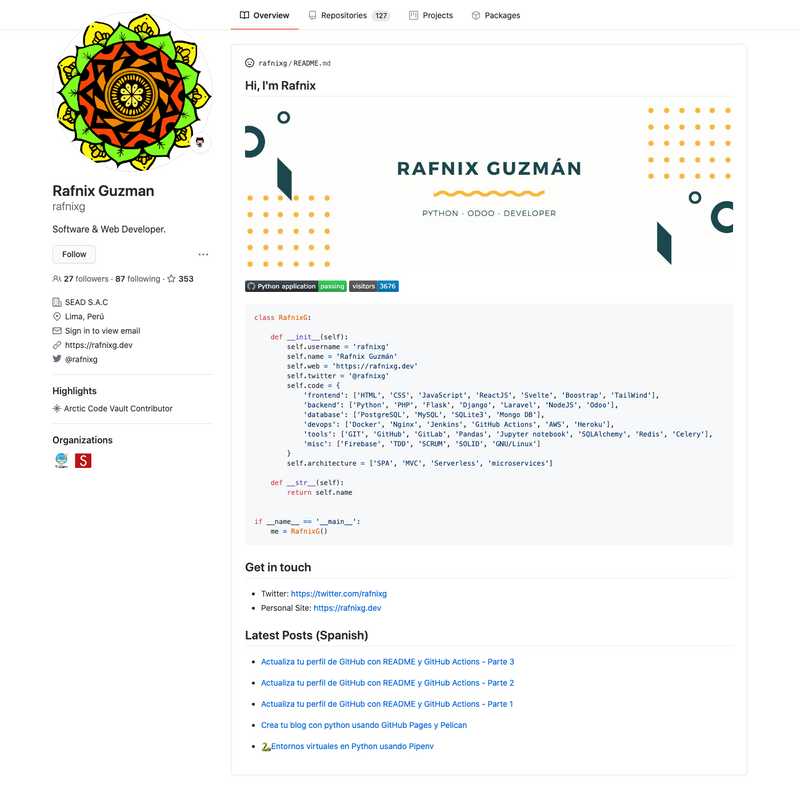 Overview Repositories 127 Projects Packages
Rafnix Guzman
rafnixg
Software & Web Developer.
Follow
27 followers · 87 following · 353
SEAD S.A.C
Lima, Perú
Sign in to view email
https://rafnixg.dev
@rafnixg
Highlights
Arctic Code Vault Contributor
Organizations
S
rafnixg/README.md
Hi, I'm Rafnix
RAFNIX GUZMÁN
PYTHON · ODOO · DEVELOPER
Python application passing visitors 3676
class RafnixG:
def __init__(self):
self.username = 'rafnixg'
self.name = 'Rafnix Guzmán'
self.web = 'https://rafnixg.dev'
self.twitter = '@rafnixg'
self.code = {
'frontend': ['HTML', 'CSS', 'JavaScript', 'ReactJS', 'Svelte', 'Boostrap', 'TailWind'],
'backend': ['Python', 'PHP', 'Flask', 'Django', 'Laravel', 'NodeJS', 'Odoo'],
'database': ['PostgreSQL', 'MySQL', 'SQLite3', 'Mongo DB'],
'devops': ['Docker', 'Nginx', 'Jenkins', 'GitHub Actions', 'AWS', 'Heroku'],
'tools': ['GIT', 'GitHub', 'GitLab', 'Pandas', 'Jupyter notebook', 'SQLAlchemy', 'Redis', 'Celery'],
'misc': ['Firebase', 'TDD', 'SCRUM', 'SOLID', 'GNU/Linux']
}
self.architecture = ['SPA', 'MVC', 'Serverless', 'microservices']
def __str__(self):
return self.name
if __name__ == '__main__':
me = RafnixG()
Get in touch
Twitter: https://twitter.com/rafnixg
Personal Site: https://rafnixg.dev
Latest Posts (Spanish)
Actualiza tu perfil de GitHub con README y GitHub Actions - Parte 3
Actualiza tu perfil de GitHub con README y GitHub Actions - Parte 2
Actualiza tu perfil de GitHub con README y GitHub Actions - Parte 1
Crea tu blog con python usando GitHub Pages y Pelican
🐍Entornos virtuales en Python usando Pipenv